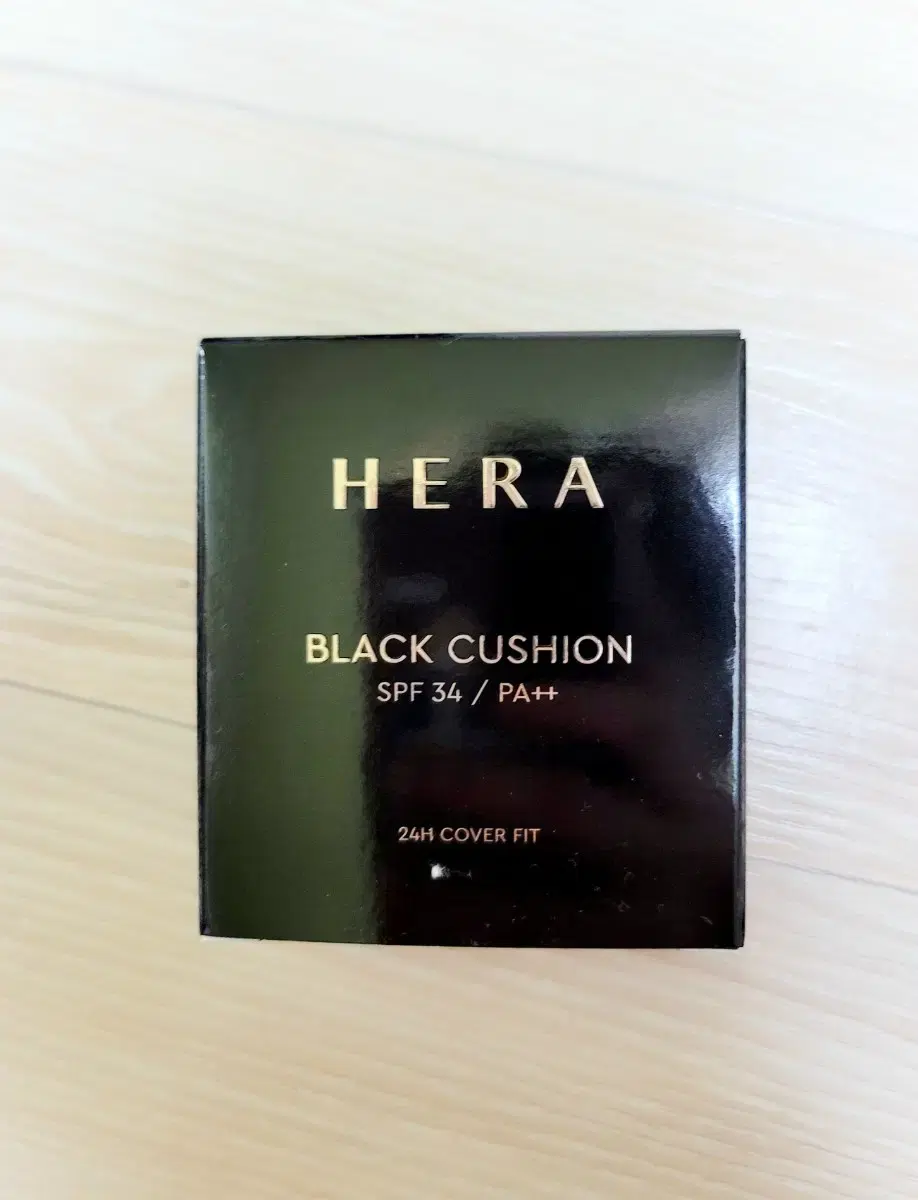 HERA
BLACK CUSHION
SPF 34 / PA++
24H COVER FIT